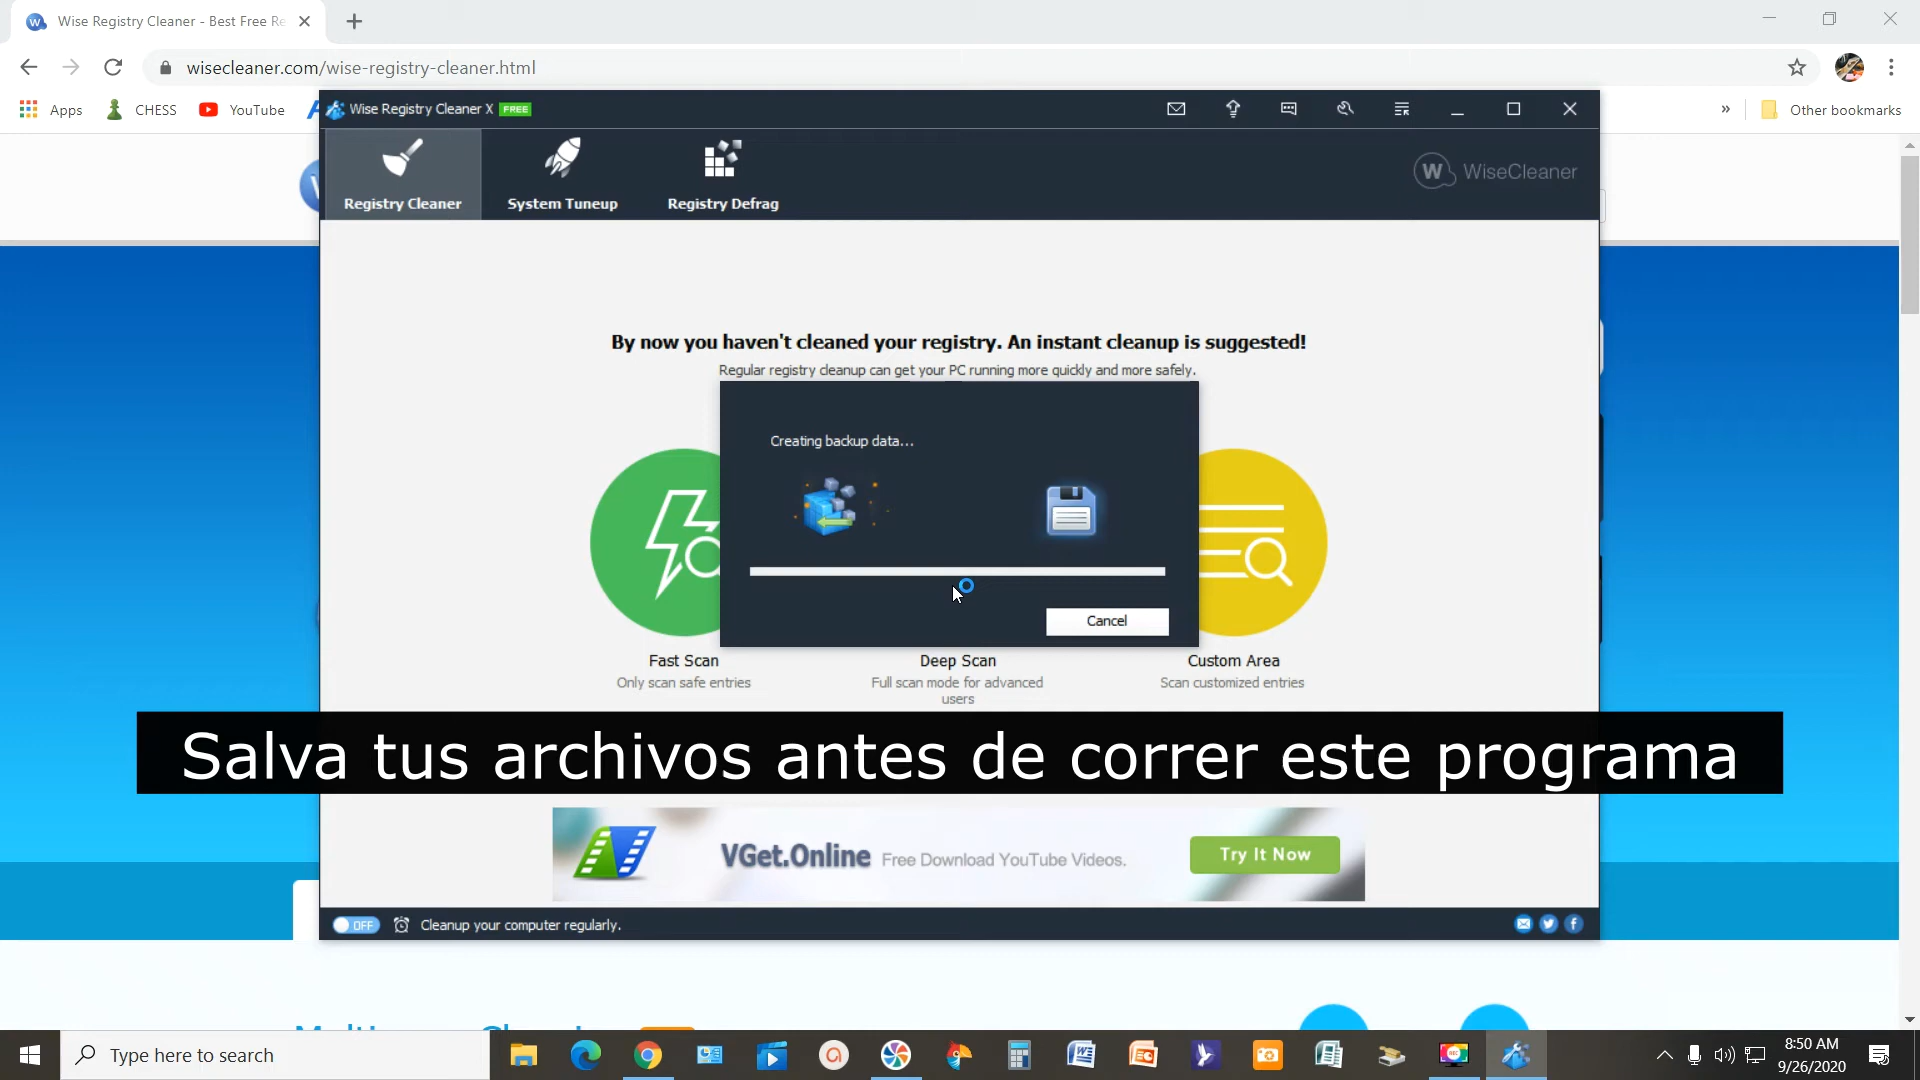 Wise Registry Cleaner - Best Free Re
wisecleaner.com/wise-registry-cleaner.html
Apps
CHESS
YouTube
»
Other bookmarks
Wise Registry Cleaner X FREE
Registry Cleaner
System Tuneup
Registry Defrag
W WiseCleaner
By now you haven't cleaned your registry. An instant cleanup is suggested!
Regular registry cleanup can get your PC running more quickly and more safely.
Creating backup data...
Cancel
Fast Scan
Only scan safe entries
Deep Scan
Full scan mode for advanced
users
Custom Area
Scan customized entries
Salva tus archivos antes de correr este programa
VGet.Online Free Download YouTube Videos.
Try It Now
OFF
Cleanup your computer regularly.
Type here to search
8:50 AM
9/26/2020